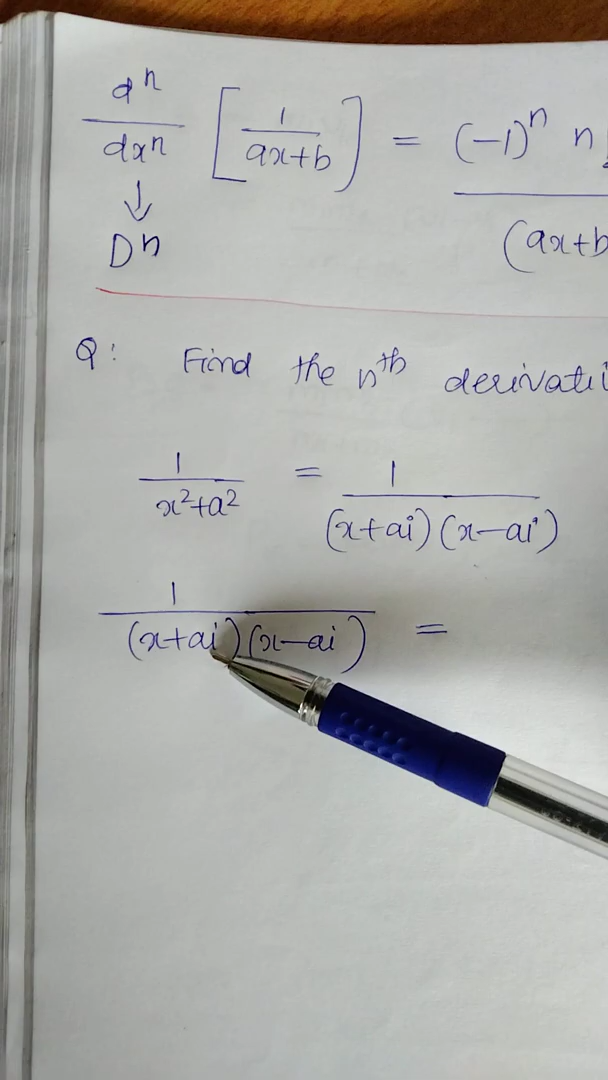 dⁿ/dxⁿ [1/(ax+b)] = (-1)ⁿ n!
(ax+b
↓
Dⁿ
Q: Find the nᵗʰ
1/(x²+a²) = 1/((x+ai)(x-ai))
1/((x+ai)(x-ai)) =